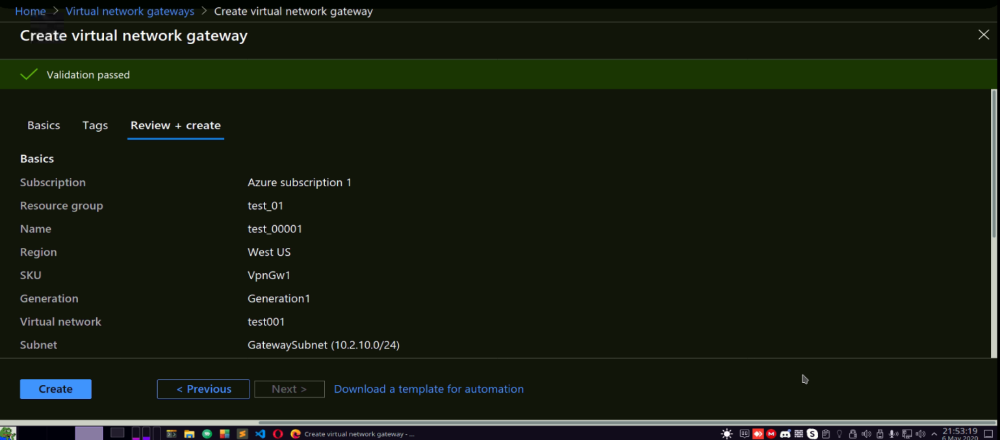 Home > Virtual network gateways > Create virtual network gateway
Create virtual network gateway
Validation passed
Basics Tags Review + create
Basics
Subscription Azure subscription 1
Resource group test_01
Name test_00001
Region West US
SKU VpnGw1
Generation Generation1
Virtual network test001
Subnet GatewaySubnet (10.2.10.0/24)
Create < Previous Next > Download a template for automation
Create virtual network gateway - ...
21:53:19
6 May 2020